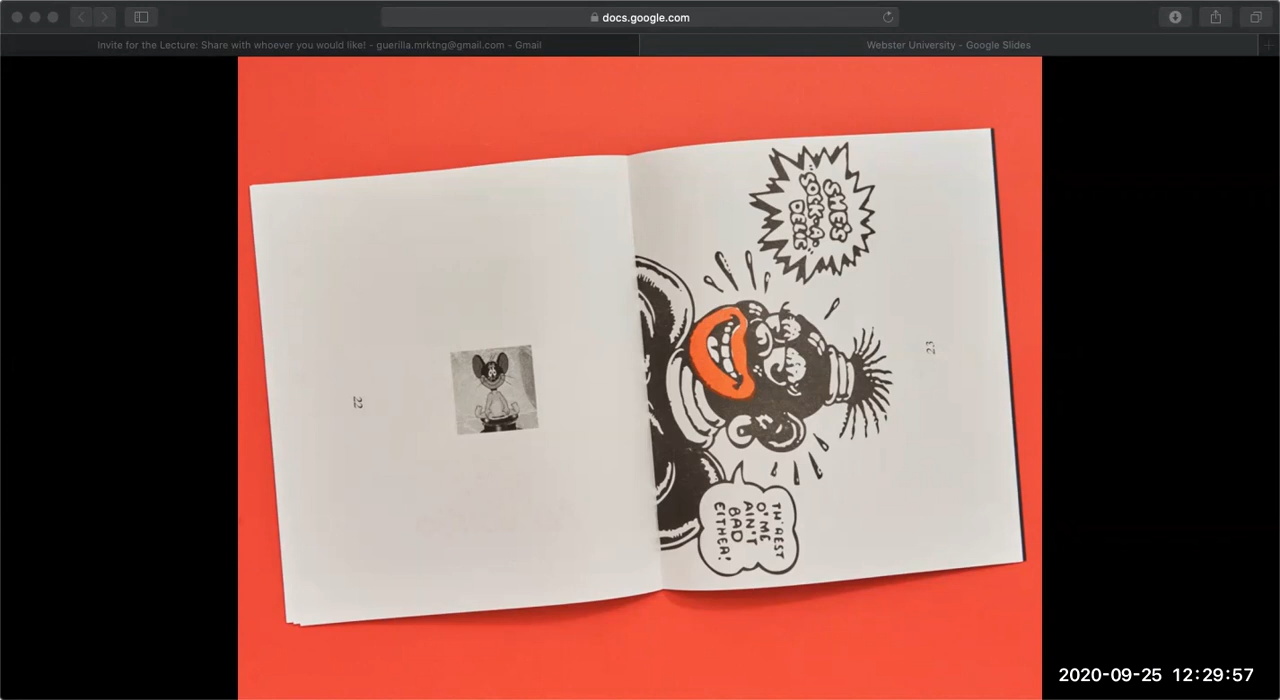 docs.google.com
Invite for the Lecture: Share with whoever you would like! - guerilla.mrktng@gmail.com - Gmail
Webster University - Google Slides
"SHE'S
SOCK-A-
DELIC"
TH' REST
O' ME
AIN'T
BAD
EITHER!
22
23
2020-09-25 12:29:57